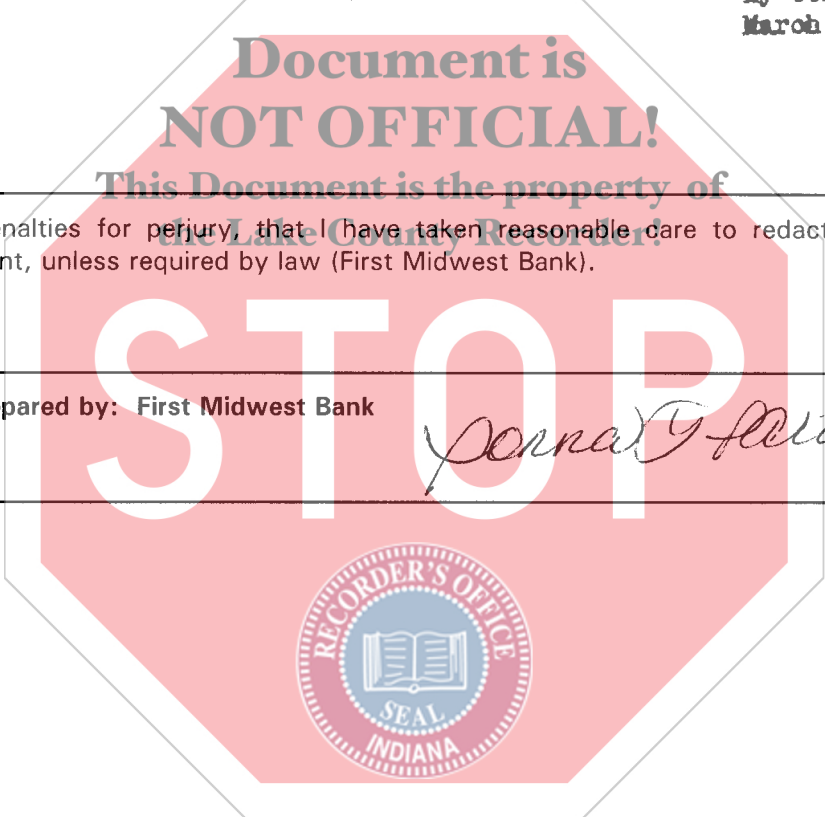 March
Document is
NOT OFFICIAL!
This Document is the property of
the Lake County Recorder!
enalties for perjury, that I have taken reasonable care to redact
nt, unless required by law (First Midwest Bank).
STOP
pared by: First Midwest Bank
RECORDER'S OFFICE
SEAL
INDIANA